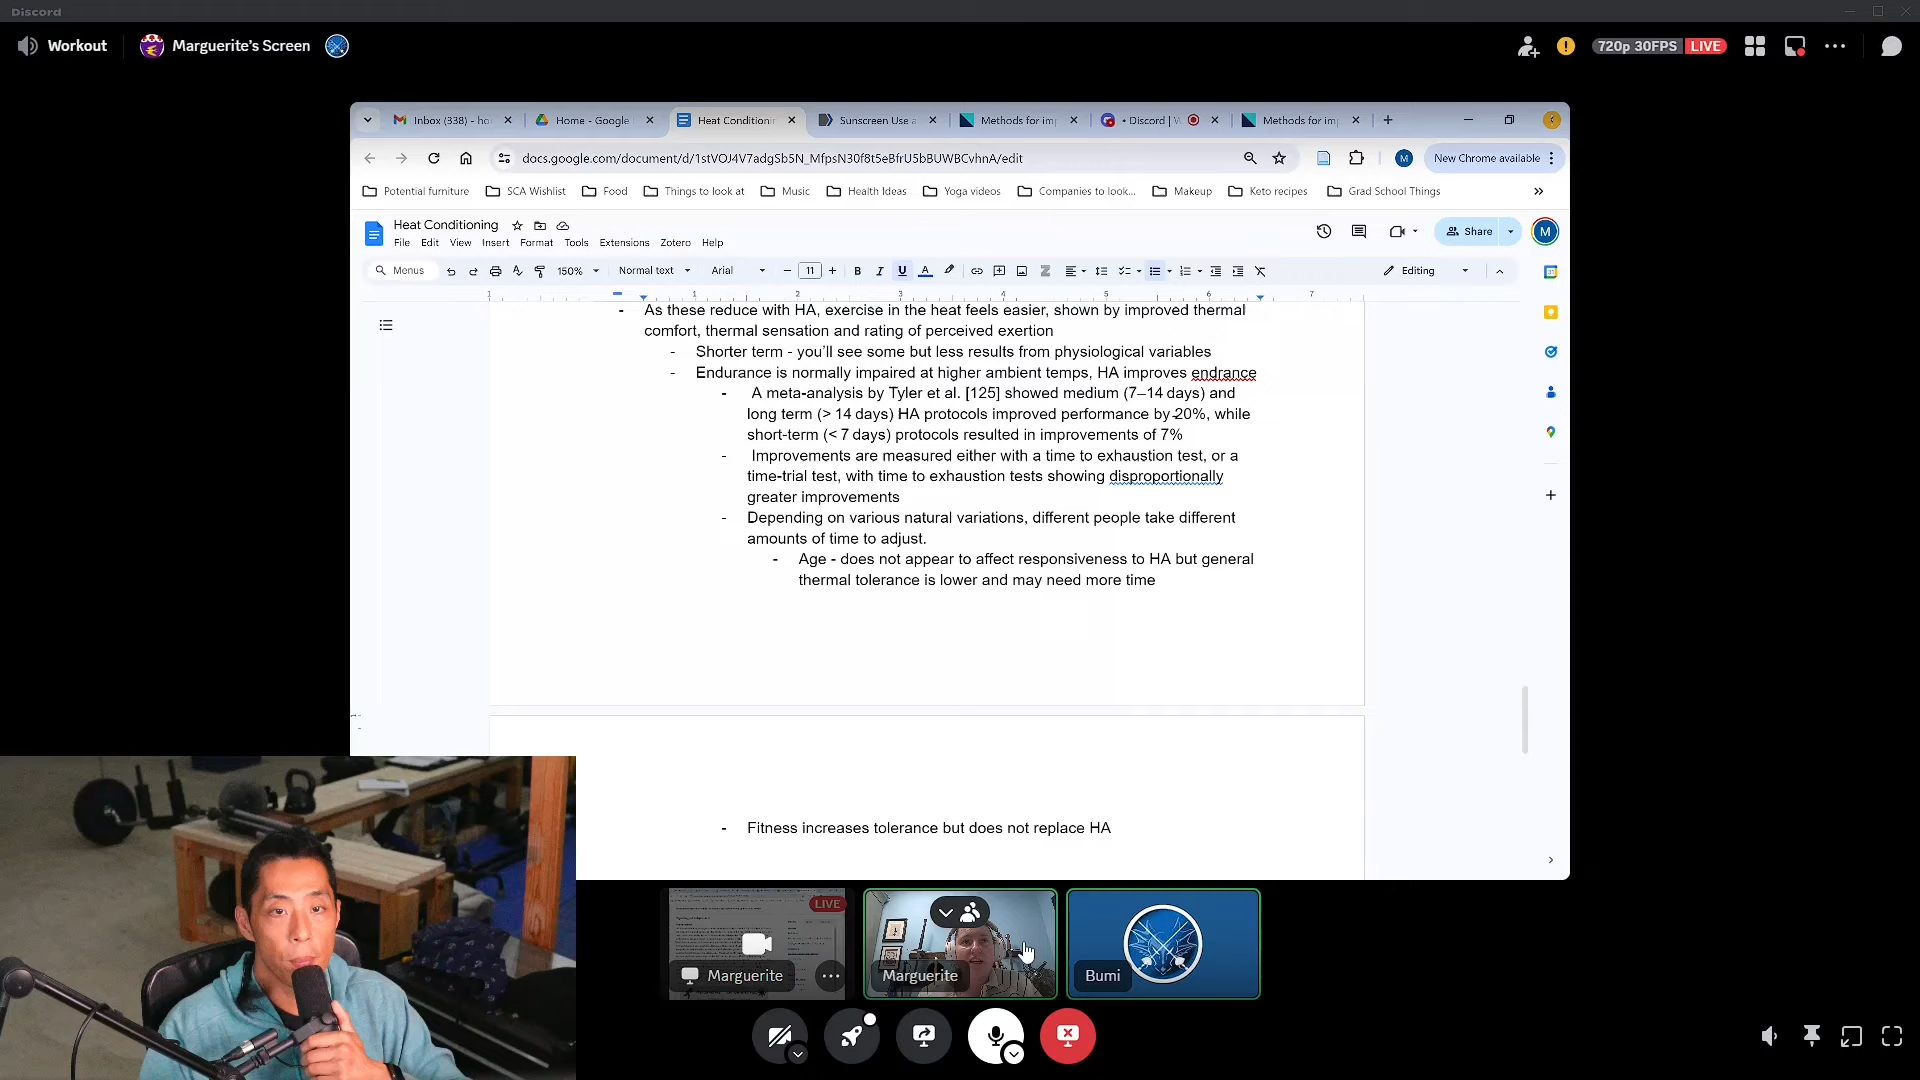 Discord
Workout
Marguerite's Screen
720p 30FPS LIVE
Inbox (338) - ho
Home - Google
Heat Conditionin
Sunscreen Use a
Methods for imp
• Discord | W
Methods for imp
docs.google.com/document/d/1stVOJ4V7adgSb5N_MfpsN30f8t5eBfrU5bBUWBCvhnA/edit
M
New Chrome available
Potential furniture
SCA Wishlist
Food
Things to look at
Music
Health Ideas
Yoga videos
Companies to look...
Makeup
Keto recipes
Grad School Things
Heat Conditioning
File Edit View Insert Format Tools Extensions Zotero Help
Share
M
Menus
150%
Normal text
Arial
11
Editing
1 1 2 3 4 5 6 7
- As these reduce with HA, exercise in the heat feels easier, shown by improved thermal
comfort, thermal sensation and rating of perceived exertion
- Shorter term - you'll see some but less results from physiological variables
- Endurance is normally impaired at higher ambient temps, HA improves endrance
- A meta-analysis by Tyler et al. [125] showed medium (7–14 days) and
long term (> 14 days) HA protocols improved performance by 20%, while
short-term (< 7 days) protocols resulted in improvements of 7%
- Improvements are measured either with a time to exhaustion test, or a
time-trial test, with time to exhaustion tests showing disproportionally
greater improvements
- Depending on various natural variations, different people take different
amounts of time to adjust.
- Age - does not appear to affect responsiveness to HA but general
thermal tolerance is lower and may need more time
- Fitness increases tolerance but does not replace HA
LIVE
Marguerite
Marguerite
Bumi